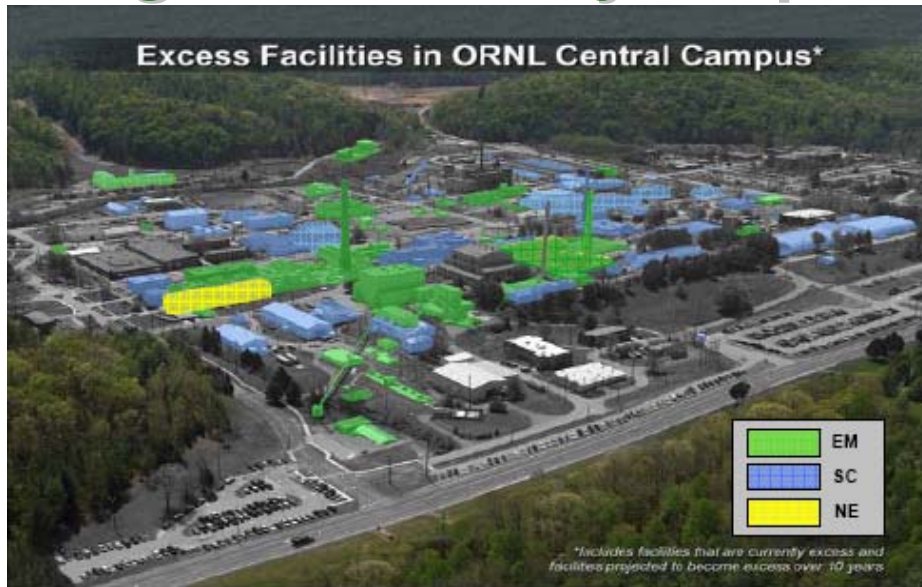 Excess Facilities in ORNL Central Campus*
EM
SC
NE
*Includes facilities that are currently excess and
facilities projected to become excess over 10 years